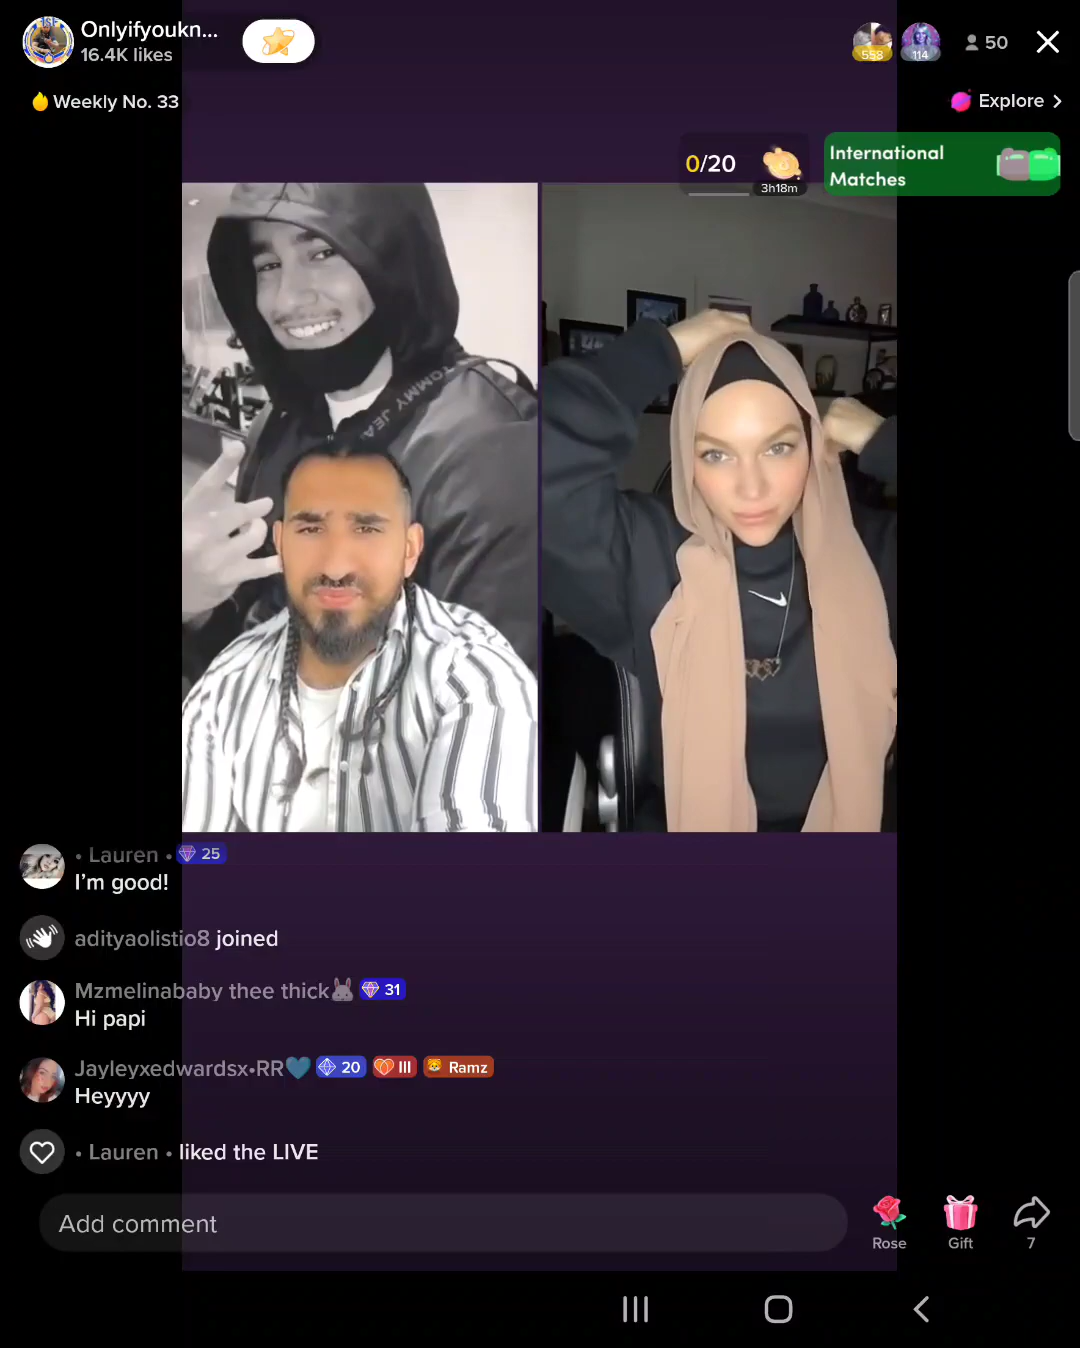 Onlyifyoukn...
16.4K likes
558
114
50
Weekly No. 33
Explore
0/20
3h18m
International
Matches
TOMMY JEA
• Lauren • 25
I'm good!
adityaolistio8 joined
Mzmelinababy thee thick 31
Hi papi
Jayleyxedwardsx•RR 20 III Ramz
Heyyyy
• Lauren • liked the LIVE
Add comment
Rose
Gift
7